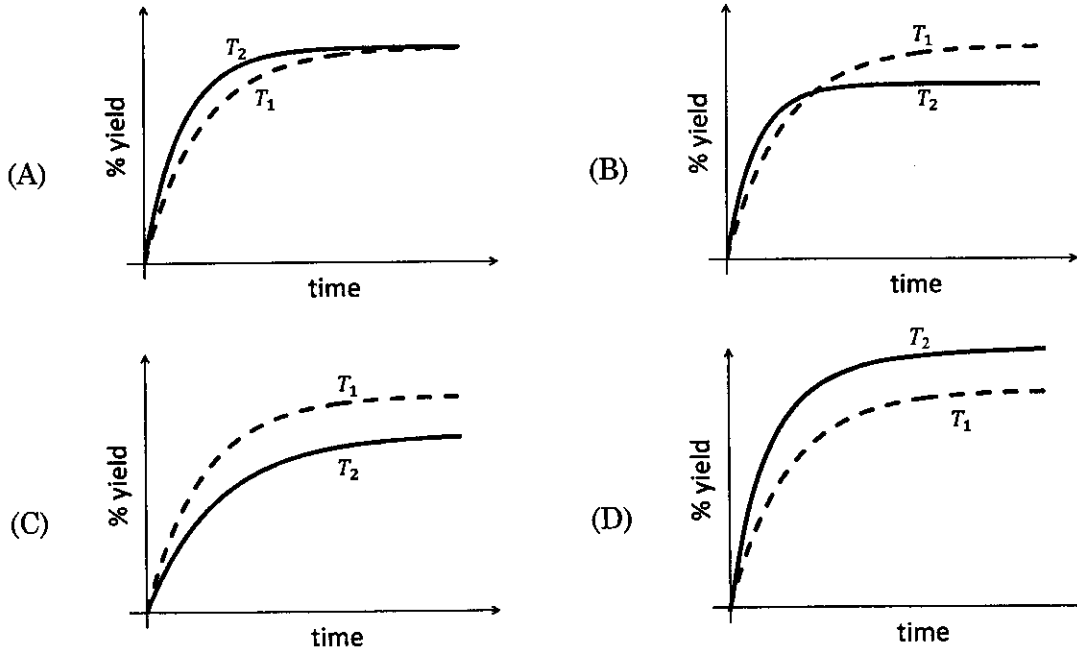 (A)
% yield
T₂
T₁
time
(B)
% yield
T₁
T₂
time
(C)
% yield
T₁
T₂
time
(D)
% yield
T₂
T₁
time